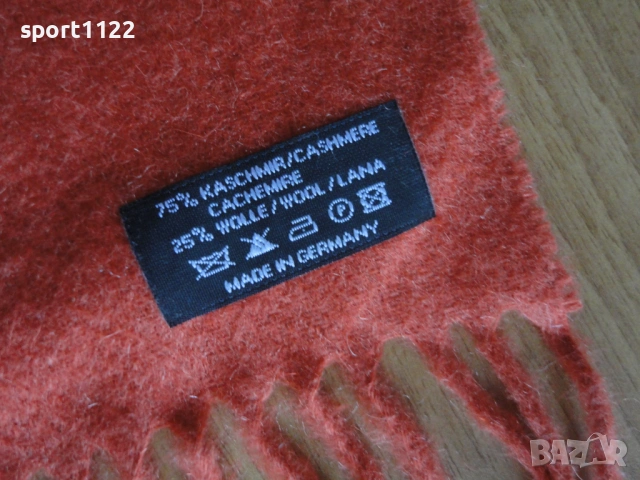 sport1122
75% KASCHMIR/CASHMERE
CACHEMIRE
25% WOLLE/WOOL/LANA
P
MADE IN GERMANY
BAZAR